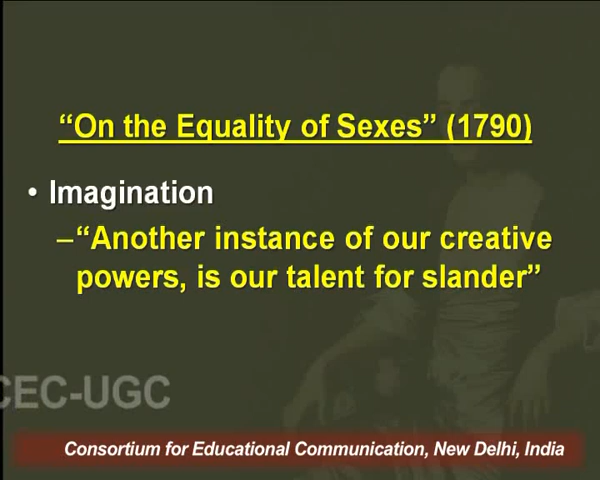 “On the Equality of Sexes” (1790)
• Imagination
–“Another instance of our creative
powers, is our talent for slander”
CEC-UGC
Consortium for Educational Communication, New Delhi, India